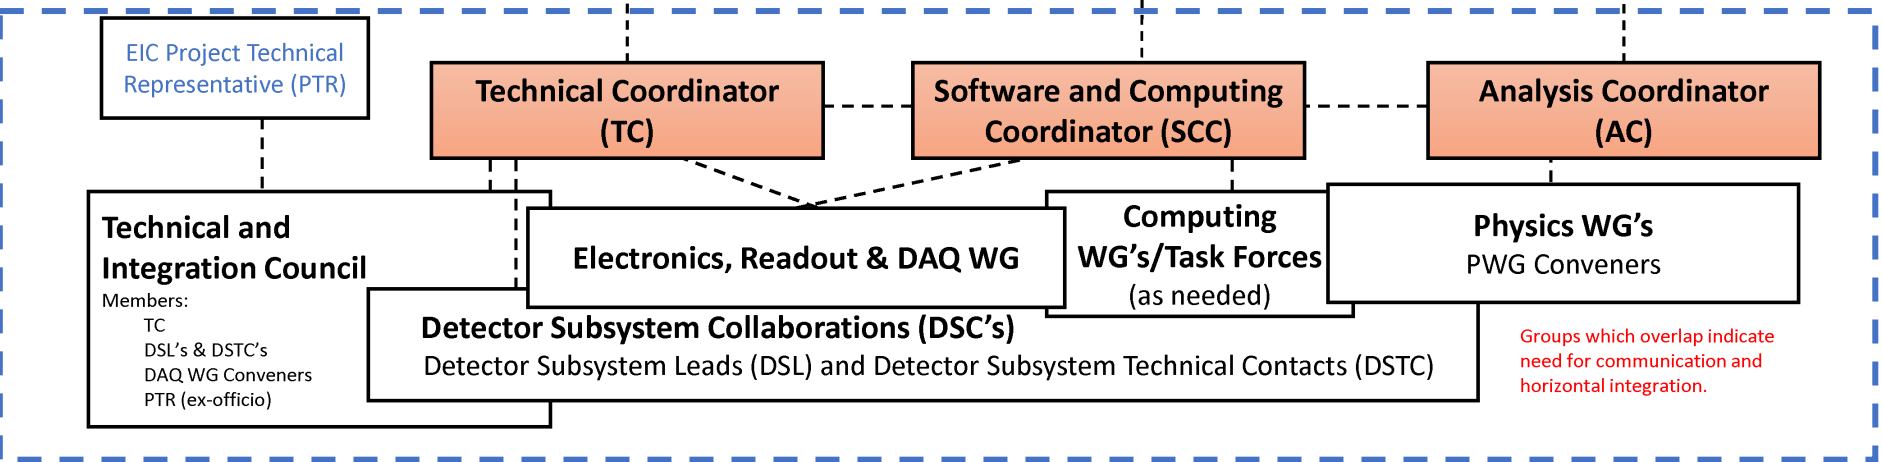 EIC Project Technical
Representative (PTR)
Technical Coordinator
(TC)
Software and Computing
Coordinator (SCC)
Analysis Coordinator
(AC)
Technical and
Integration Council
Members:
TC
DSL's & DSTC's
DAQ WG Conveners
PTR (ex-officio)
Electronics, Readout & DAQ WG
Computing
WG's/Task Forces
(as needed)
Physics WG's
PWG Conveners
Detector Subsystem Collaborations (DSC's)
Detector Subsystem Leads (DSL) and Detector Subsystem Technical Contacts (DSTC)
Groups which overlap indicate
need for communication and
horizontal integration.